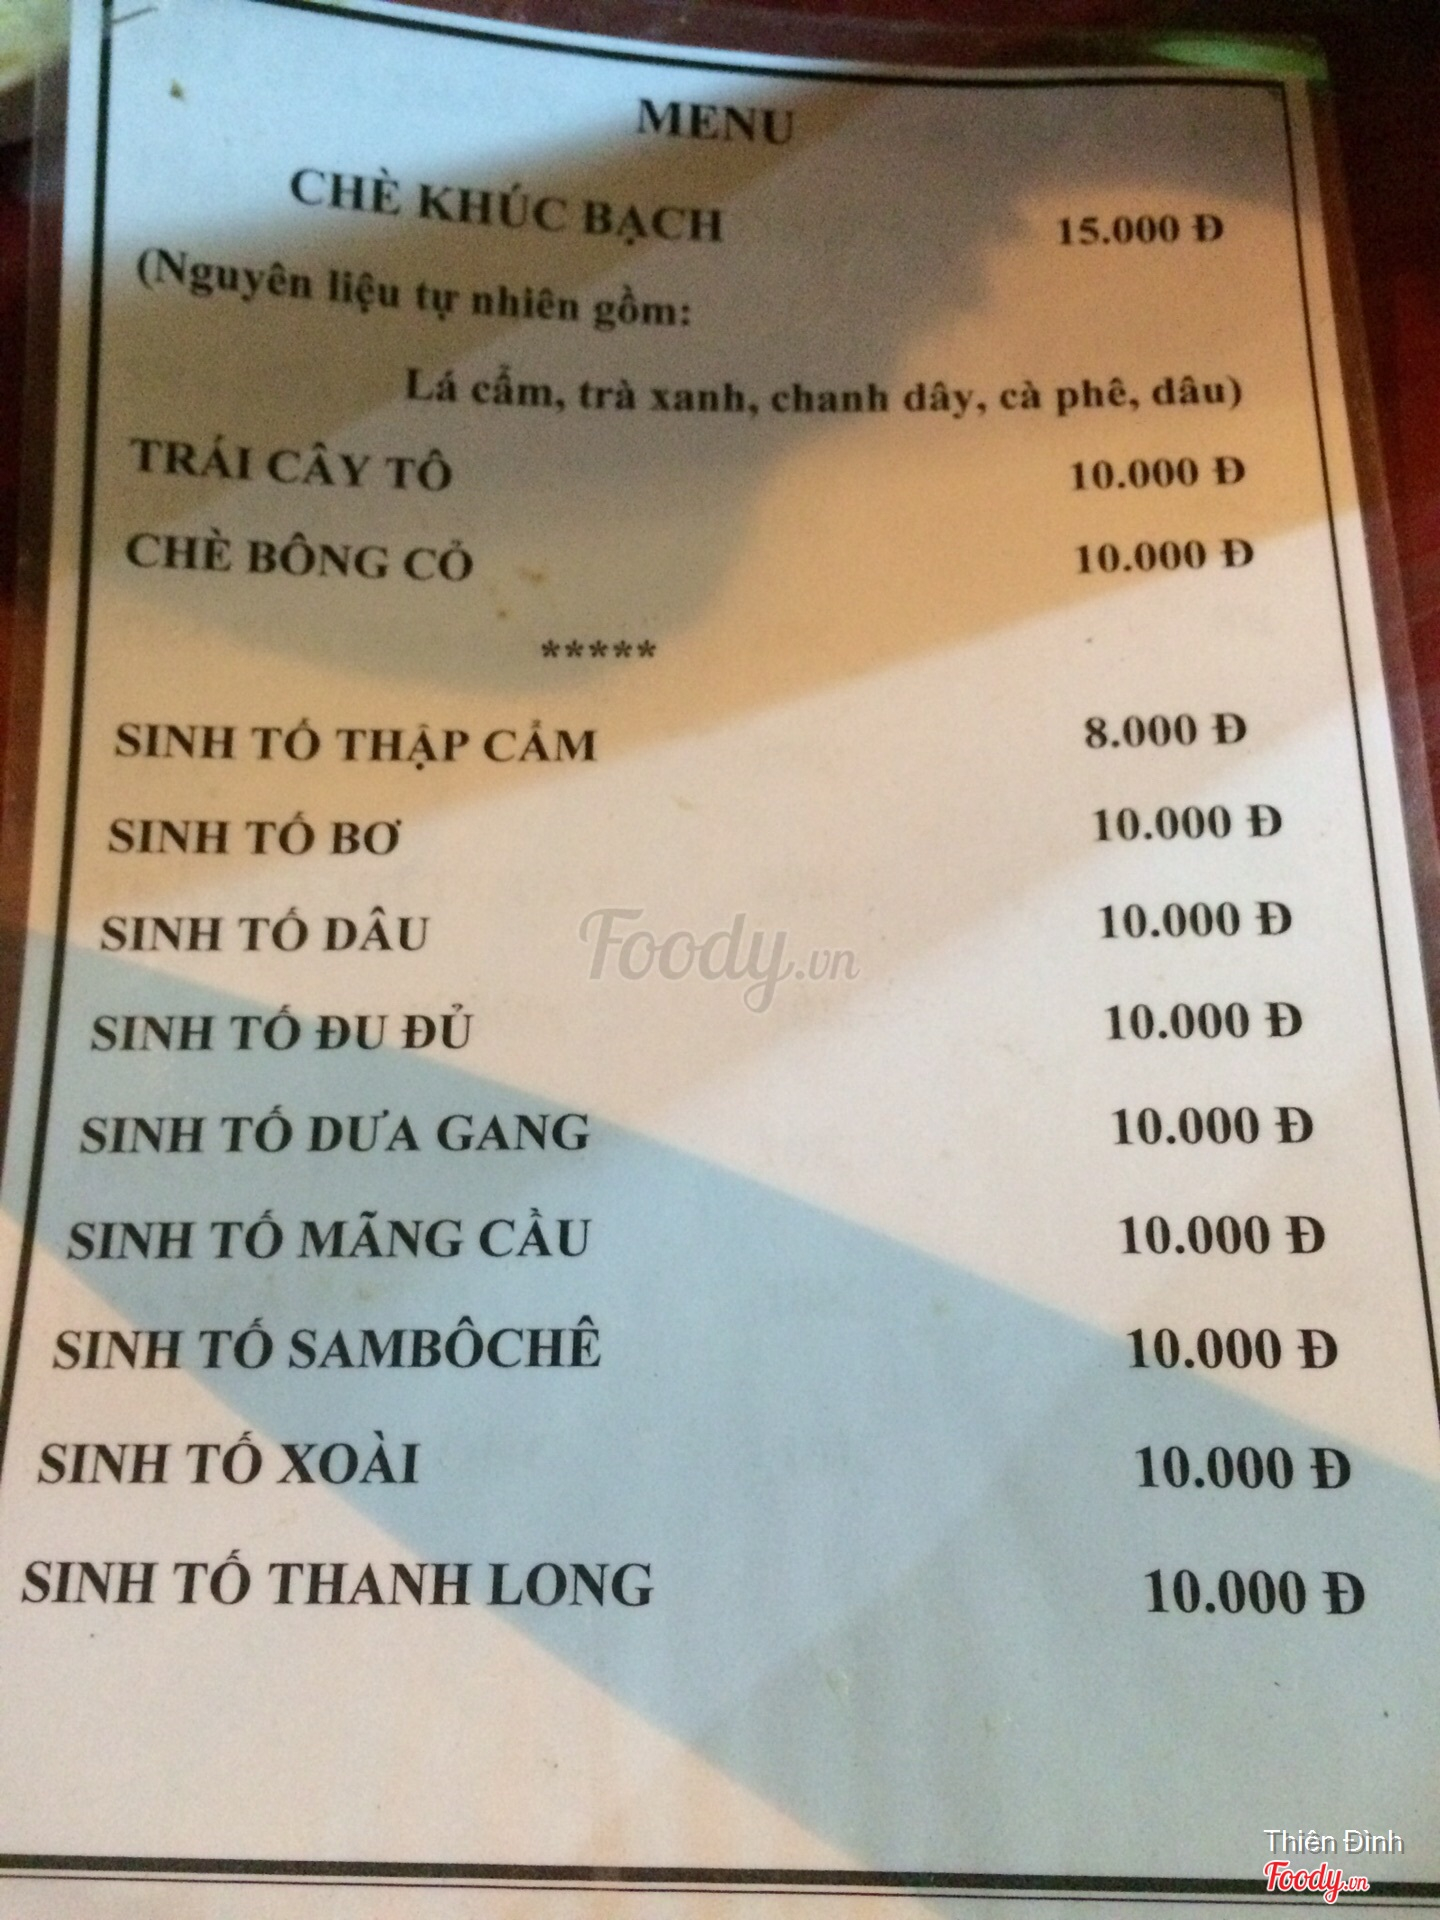 MENU
CHÈ KHÚC BẠCH 15.000 Đ
(Nguyên liệu tự nhiên gồm:
Lá cẩm, trà xanh, chanh dây, cà phê, dâu)
TRÁI CÂY TÔ 10.000 Đ
CHÈ BÔNG CỎ 10.000 Đ
*****
SINH TỐ THẬP CẨM 8.000 Đ
SINH TỐ BƠ 10.000 Đ
SINH TỐ DÂU 10.000 Đ
Foody.vn
SINH TỐ ĐU ĐỦ 10.000 Đ
SINH TỐ DƯA GANG 10.000 Đ
SINH TỐ MÃNG CẦU 10.000 Đ
SINH TỐ SAMBÔCHÊ 10.000 Đ
SINH TỐ XOÀI 10.000 Đ
SINH TỐ THANH LONG 10.000 Đ
Thiên Đình
Foody.vn